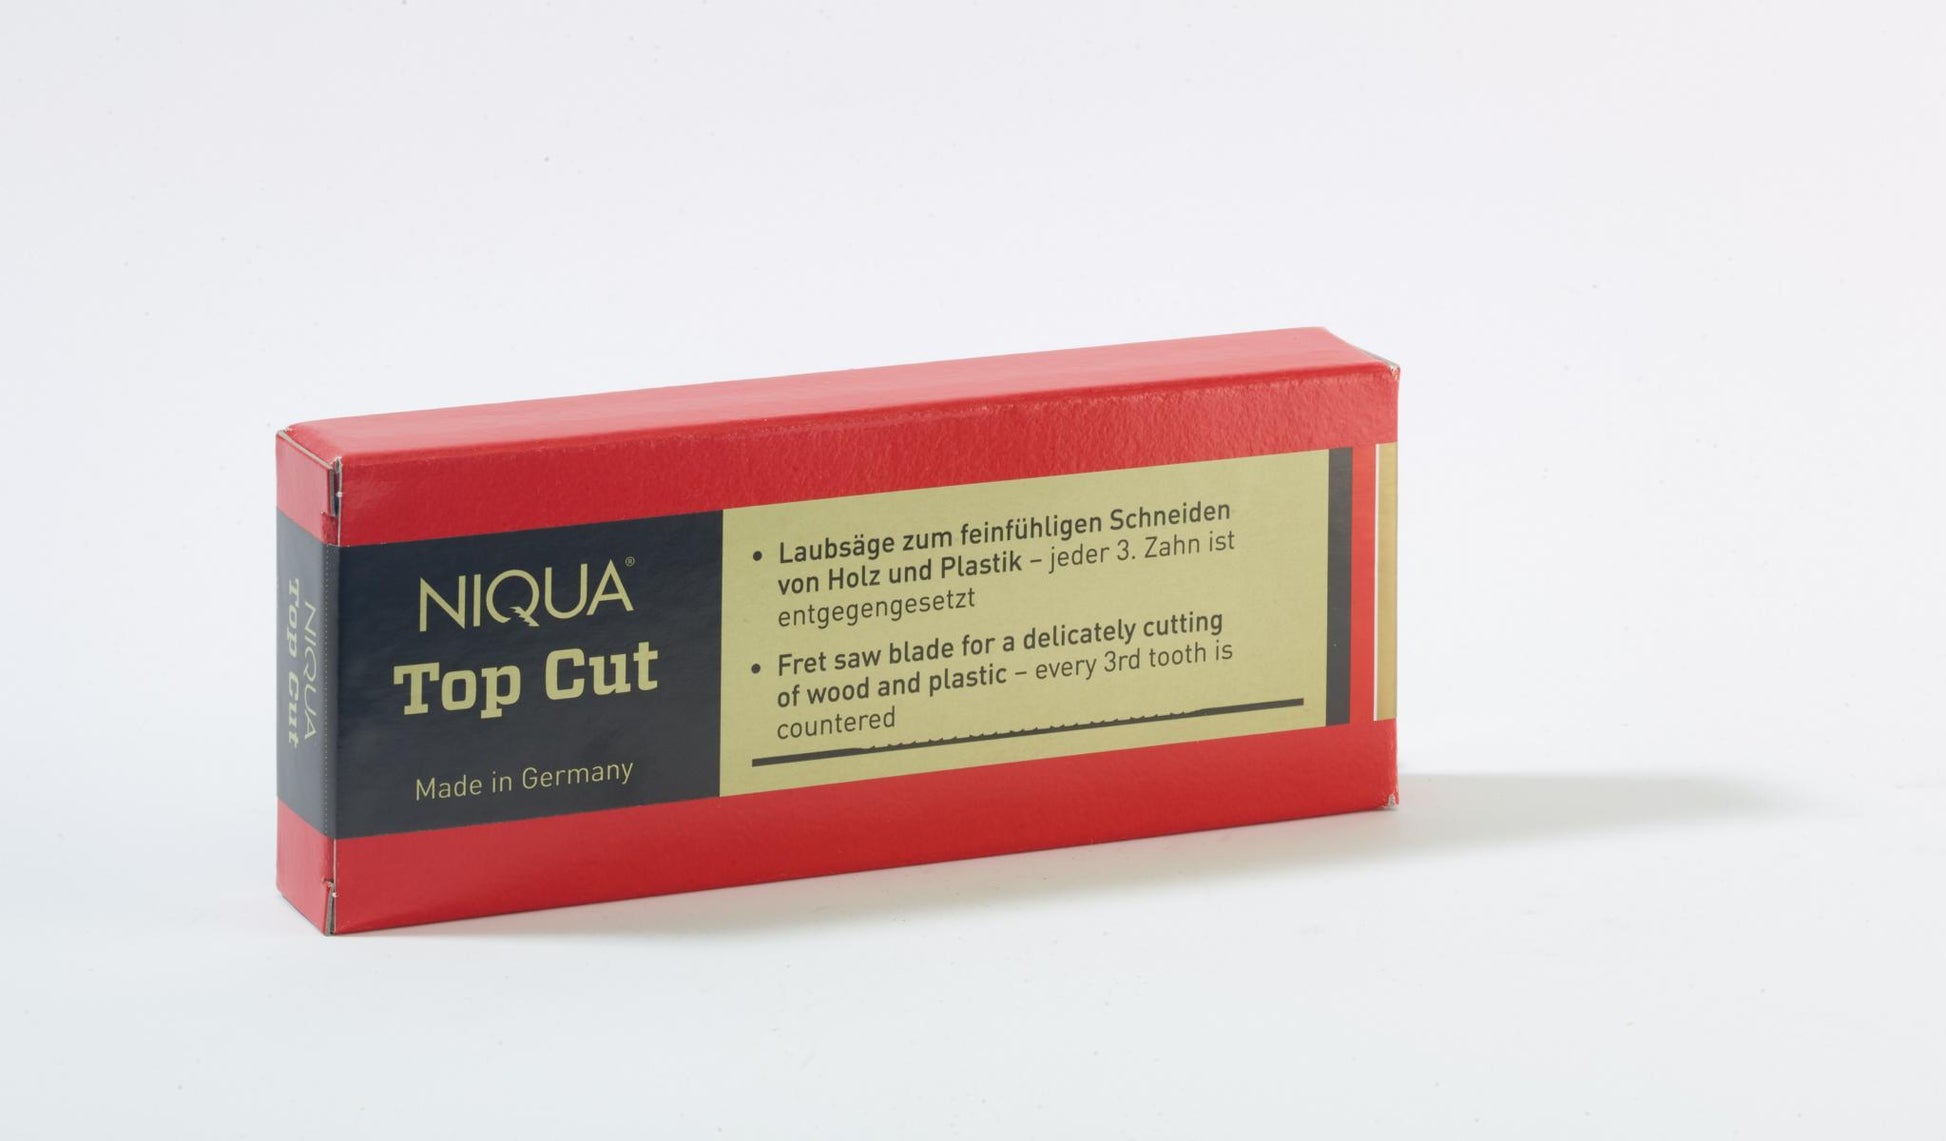 NIQUA®
Top Cut
Made in Germany
• Laubsäge zum feinfühligen Schneiden
von Holz und Plastik – jeder 3. Zahn ist
entgegengesetzt
• Fret saw blade for a delicately cutting
of wood and plastic – every 3rd tooth is
countered
NIQUA
Top Cut